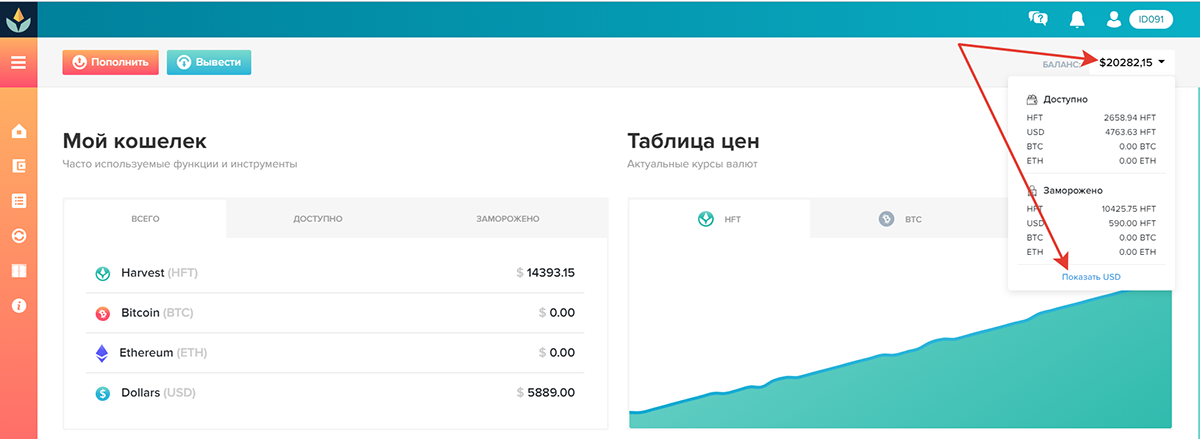 ID091
Пополнить
Вывести
БАЛАНС:
$20282,15
Доступно
HFT 2658.94 HFT
USD 4763.63 HFT
BTC 0.00 BTC
ETH 0.00 ETH
Заморожено
HFT 10425.75 HFT
USD 590.00 HFT
BTC 0.00 BTC
ETH 0.00 ETH
Показать USD
Мой кошелек
Часто используемые функции и инструменты
ВСЕГО ДОСТУПНО ЗАМОРОЖЕНО
Harvest (HFT) $ 14393.15
Bitcoin (BTC) $ 0.00
Ethereum (ETH) $ 0.00
Dollars (USD) $ 5889.00
Таблица цен
Актуальные курсы валют
HFT BTC